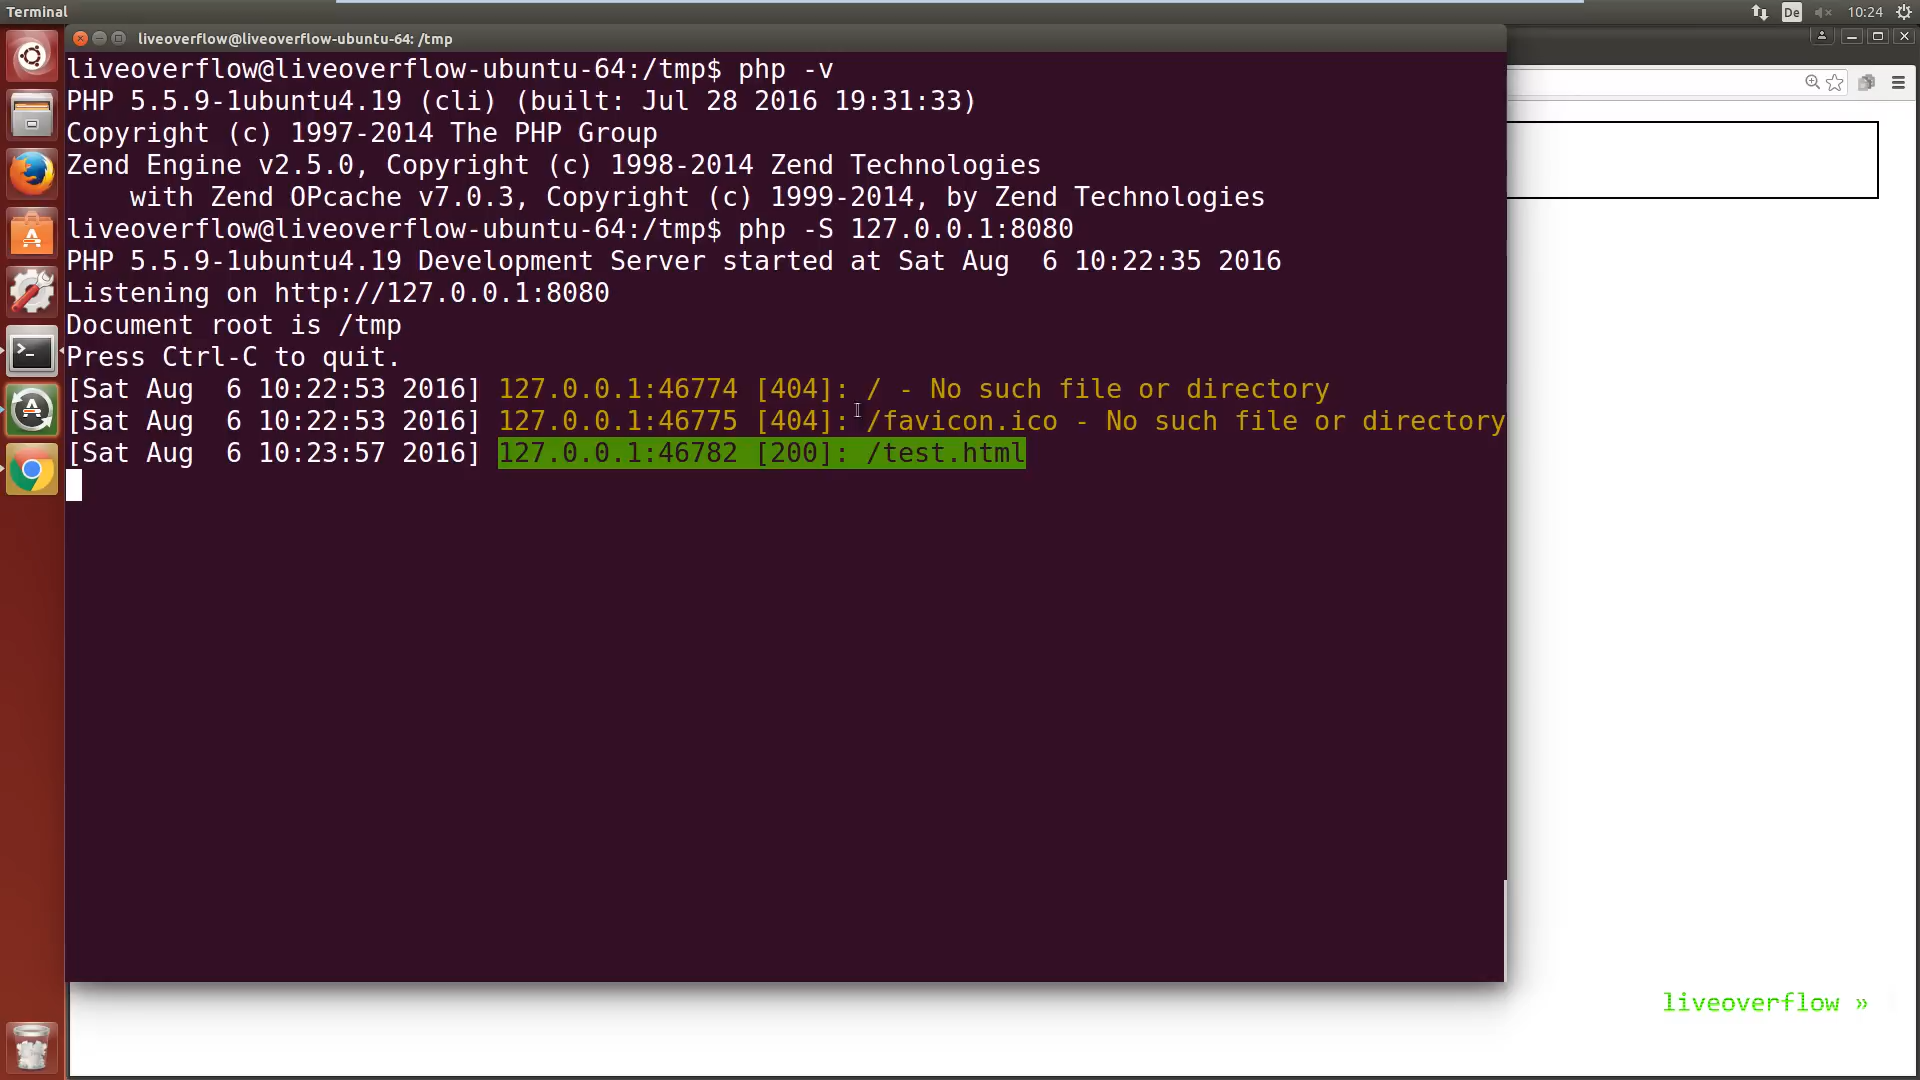 Terminal
De
10:24
liveoverflow@liveoverflow-ubuntu-64: /tmp
liveoverflow@liveoverflow-ubuntu-64:/tmp$ php -v
PHP 5.5.9-1ubuntu4.19 (cli) (built: Jul 28 2016 19:31:33)
Copyright (c) 1997-2014 The PHP Group
Zend Engine v2.5.0, Copyright (c) 1998-2014 Zend Technologies
    with Zend OPcache v7.0.3, Copyright (c) 1999-2014, by Zend Technologies
liveoverflow@liveoverflow-ubuntu-64:/tmp$ php -S 127.0.0.1:8080
PHP 5.5.9-1ubuntu4.19 Development Server started at Sat Aug  6 10:22:35 2016
Listening on http://127.0.0.1:8080
Document root is /tmp
Press Ctrl-C to quit.
[Sat Aug  6 10:22:53 2016] 127.0.0.1:46774 [404]: / - No such file or directory
[Sat Aug  6 10:22:53 2016] 127.0.0.1:46775 [404]: /favicon.ico - No such file or directory
[Sat Aug  6 10:23:57 2016] 127.0.0.1:46782 [200]: /test.html
liveoverflow »